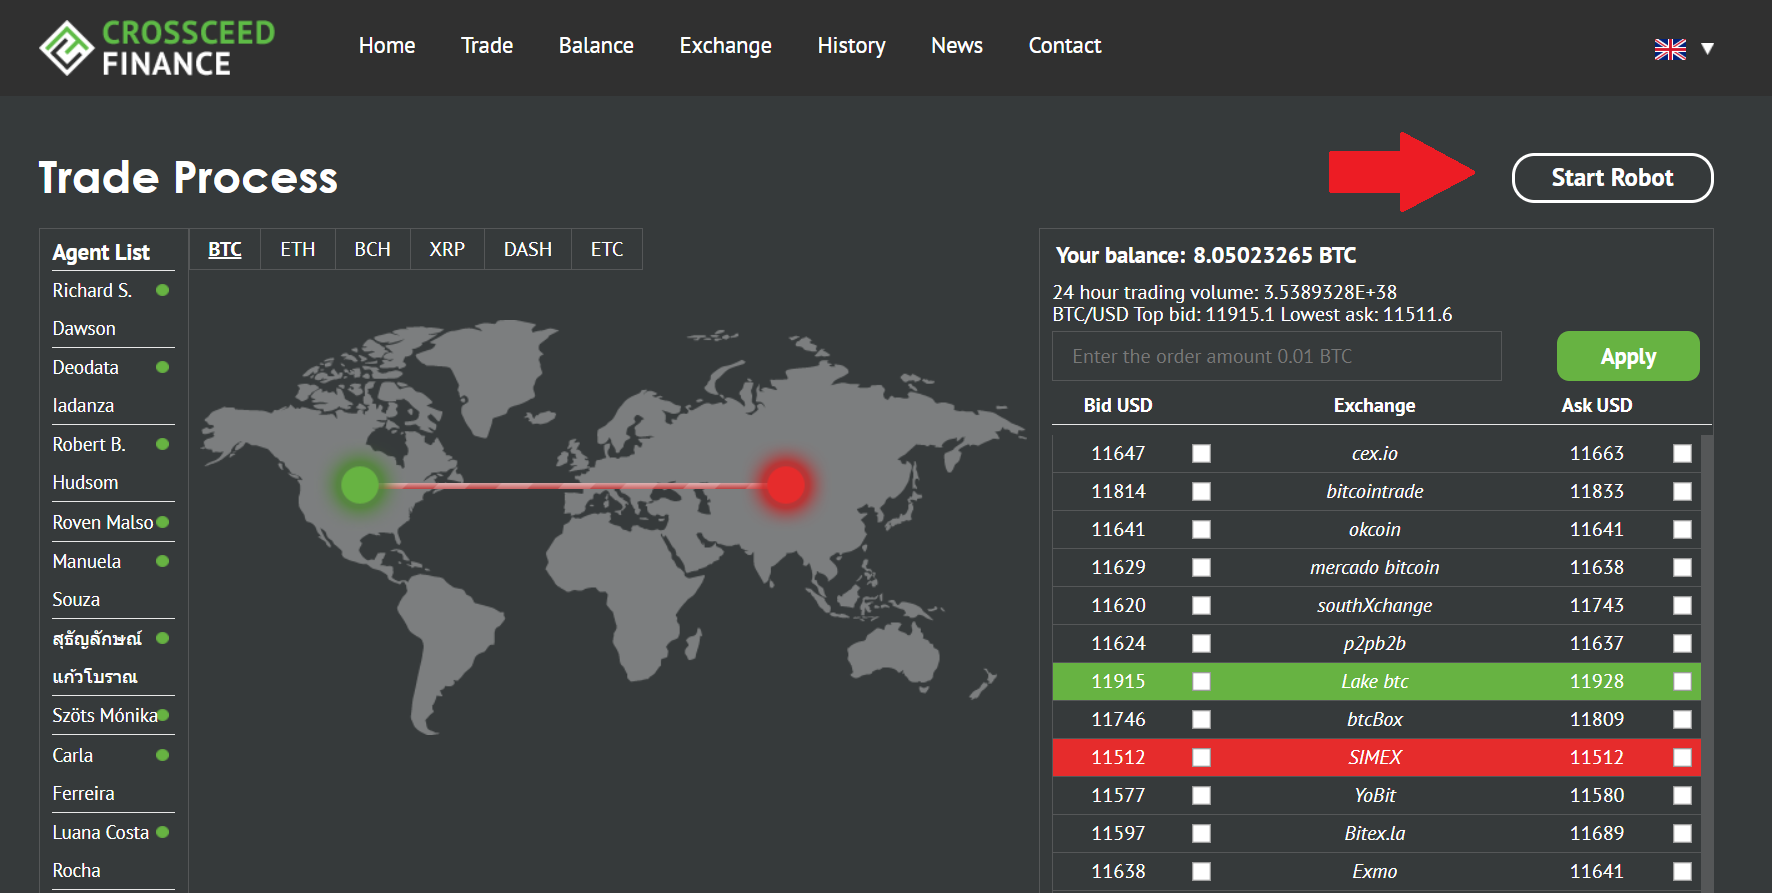 CROSSCEED
FINANCE
Home Trade Balance Exchange History News Contact
Trade Process
Start Robot
Agent List
Richard S.
Dawson
Deodata
Iadanza
Robert B.
Hudsom
Roven Malso
Manuela
Souza
สุธัญลักษณ์
แก้วโบราณ
Szöts Mónika
Carla
Ferreira
Luana Costa
Rocha
BTC ETH BCH XRP DASH ETC
Your balance: 8.05023265 BTC
24 hour trading volume: 3.5389328E+38
BTC/USD Top bid: 11915.1 Lowest ask: 11511.6
Enter the order amount 0.01 BTC
Apply
Bid USD Exchange Ask USD
11647 cex.io 11663
11814 bitcointrade 11833
11641 okcoin 11641
11629 mercado bitcoin 11638
11620 southXchange 11743
11624 p2pb2b 11637
11915 Lake btc 11928
11746 btcBox 11809
11512 SIMEX 11512
11577 YoBit 11580
11597 Bitex.la 11689
11638 Exmo 11641